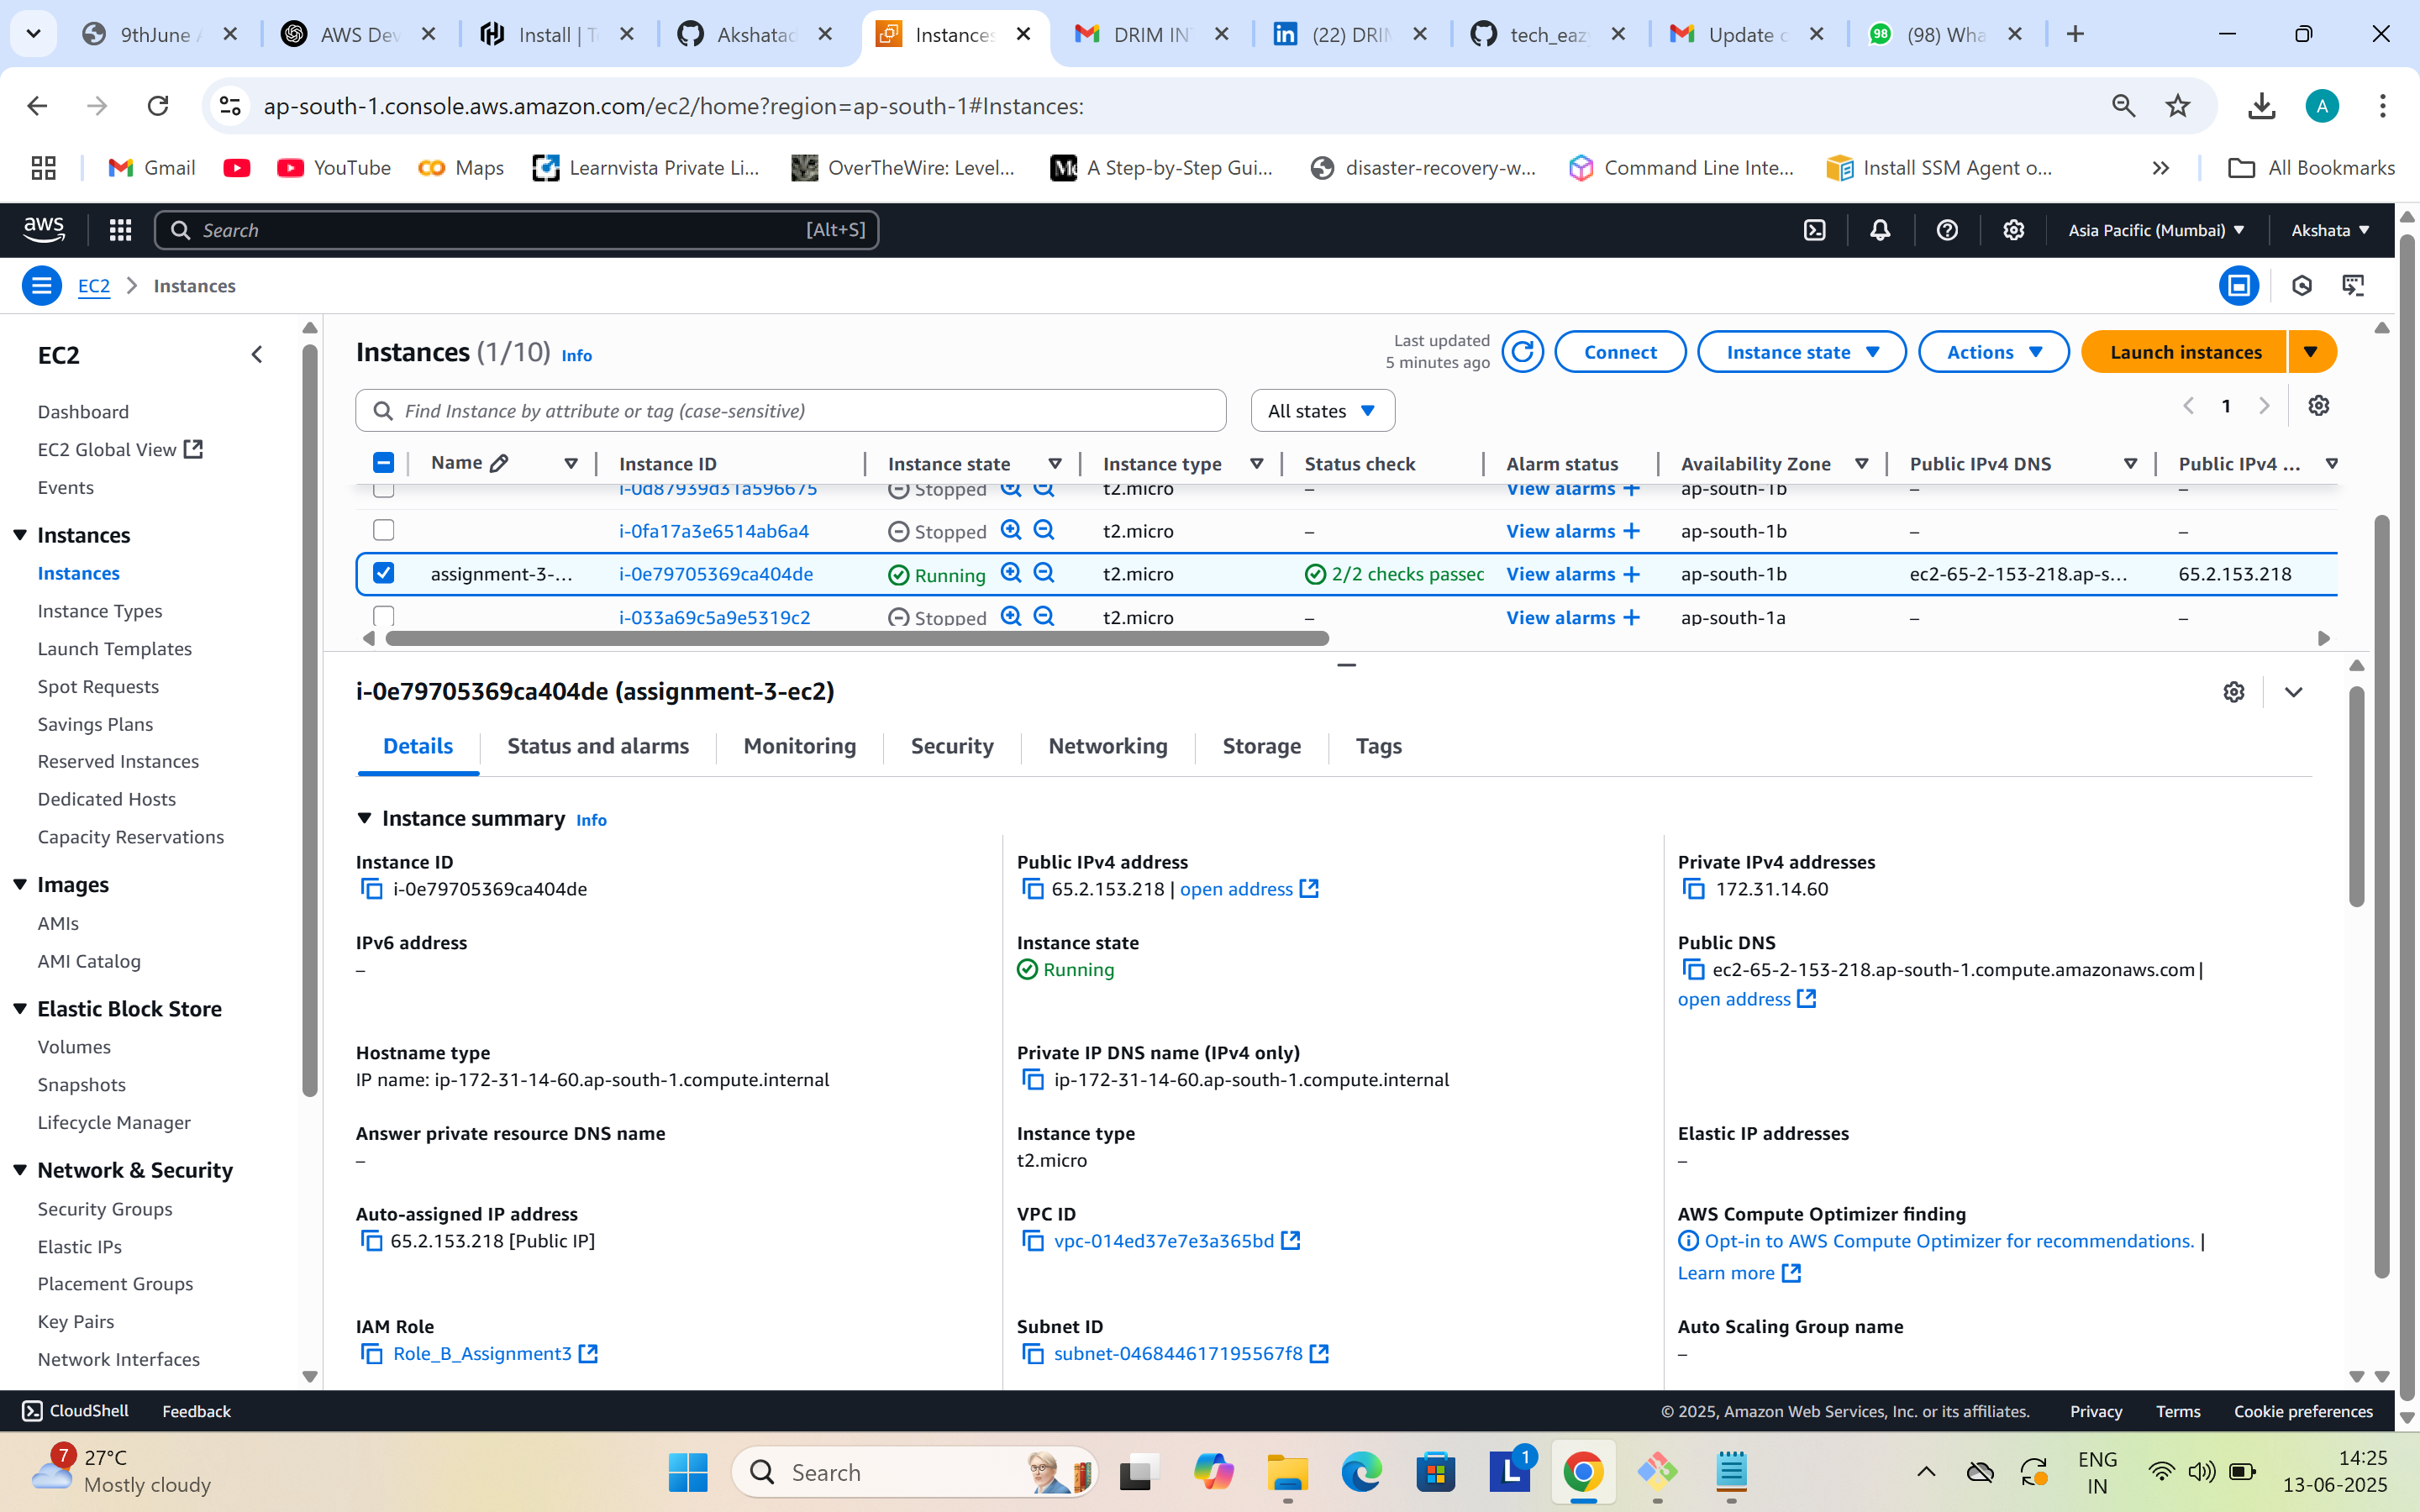 9thJune A
AWS Dev
Install | T
Akshatac
Instances
DRIM IN
(22) DRI
tech_eaz
Update
98
(98) Wha
ap-south-1.console.aws.amazon.com/ec2/home?region=ap-south-1#Instances:
A
Gmail
YouTube
Maps
Learnvista Private Li...
OverTheWire: Level...
A Step-by-Step Gui...
disaster-recovery-w...
Command Line Inte...
Install SSM Agent o...
All Bookmarks
aws
Search
[Alt+S]
Asia Pacific (Mumbai)
Akshata
EC2
Instances
EC2
Dashboard
EC2 Global View
Events
Instances
Instances
Instance Types
Launch Templates
Spot Requests
Savings Plans
Reserved Instances
Dedicated Hosts
Capacity Reservations
Images
AMIs
AMI Catalog
Elastic Block Store
Volumes
Snapshots
Lifecycle Manager
Network & Security
Security Groups
Elastic IPs
Placement Groups
Key Pairs
Network Interfaces
Instances (1/10) Info
Last updated
5 minutes ago
Connect
Instance state
Actions
Launch instances
Find Instance by attribute or tag (case-sensitive)
All states
1
Name Instance ID Instance state Instance type Status check Alarm status Availability Zone Public IPv4 DNS Public IPv4 ...
i-0d87939d31a596675 Stopped t2.micro – View alarms + ap-south-1b – –
i-0fa17a3e6514ab6a4 Stopped t2.micro – View alarms + ap-south-1b – –
assignment-3-... i-0e79705369ca404de Running t2.micro 2/2 checks passec View alarms + ap-south-1b ec2-65-2-153-218.ap-s... 65.2.153.218
i-033a69c5a9e5319c2 Stopped t2.micro – View alarms + ap-south-1a – –
i-0e79705369ca404de (assignment-3-ec2)
Details
Status and alarms
Monitoring
Security
Networking
Storage
Tags
Instance summary Info
Instance ID
i-0e79705369ca404de
Public IPv4 address
65.2.153.218 | open address
Private IPv4 addresses
172.31.14.60
IPv6 address
–
Instance state
Running
Public DNS
ec2-65-2-153-218.ap-south-1.compute.amazonaws.com |
open address
Hostname type
IP name: ip-172-31-14-60.ap-south-1.compute.internal
Private IP DNS name (IPv4 only)
ip-172-31-14-60.ap-south-1.compute.internal
Answer private resource DNS name
–
Instance type
t2.micro
Elastic IP addresses
–
Auto-assigned IP address
65.2.153.218 [Public IP]
VPC ID
vpc-014ed37e7e3a365bd
AWS Compute Optimizer finding
Opt-in to AWS Compute Optimizer for recommendations. |
Learn more
IAM Role
Role_B_Assignment3
Subnet ID
subnet-046844617195567f8
Auto Scaling Group name
–
CloudShell
Feedback
© 2025, Amazon Web Services, Inc. or its affiliates.
Privacy
Terms
Cookie preferences
7
27°C
Mostly cloudy
Search
L
1
ENG
IN
14:25
13-06-2025